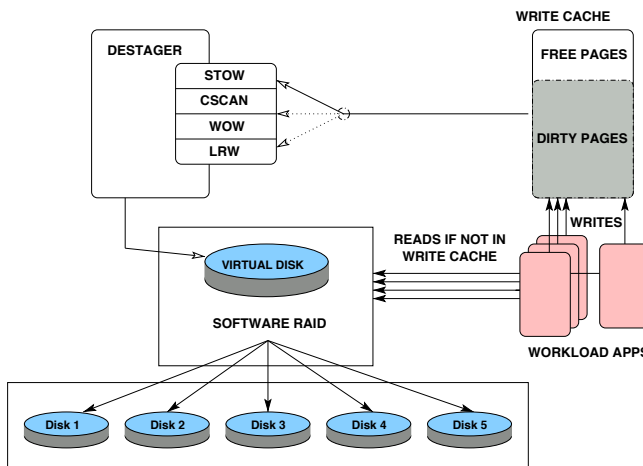 WRITE CACHE
DESTAGER
FREE PAGES
STOW
CSCAN
WOW
LRW
DIRTY PAGES
WRITES
READS IF NOT IN
WRITE CACHE
VIRTUAL DISK
SOFTWARE RAID
WORKLOAD APPS
Disk 1
Disk 2
Disk 3
Disk 4
Disk 5